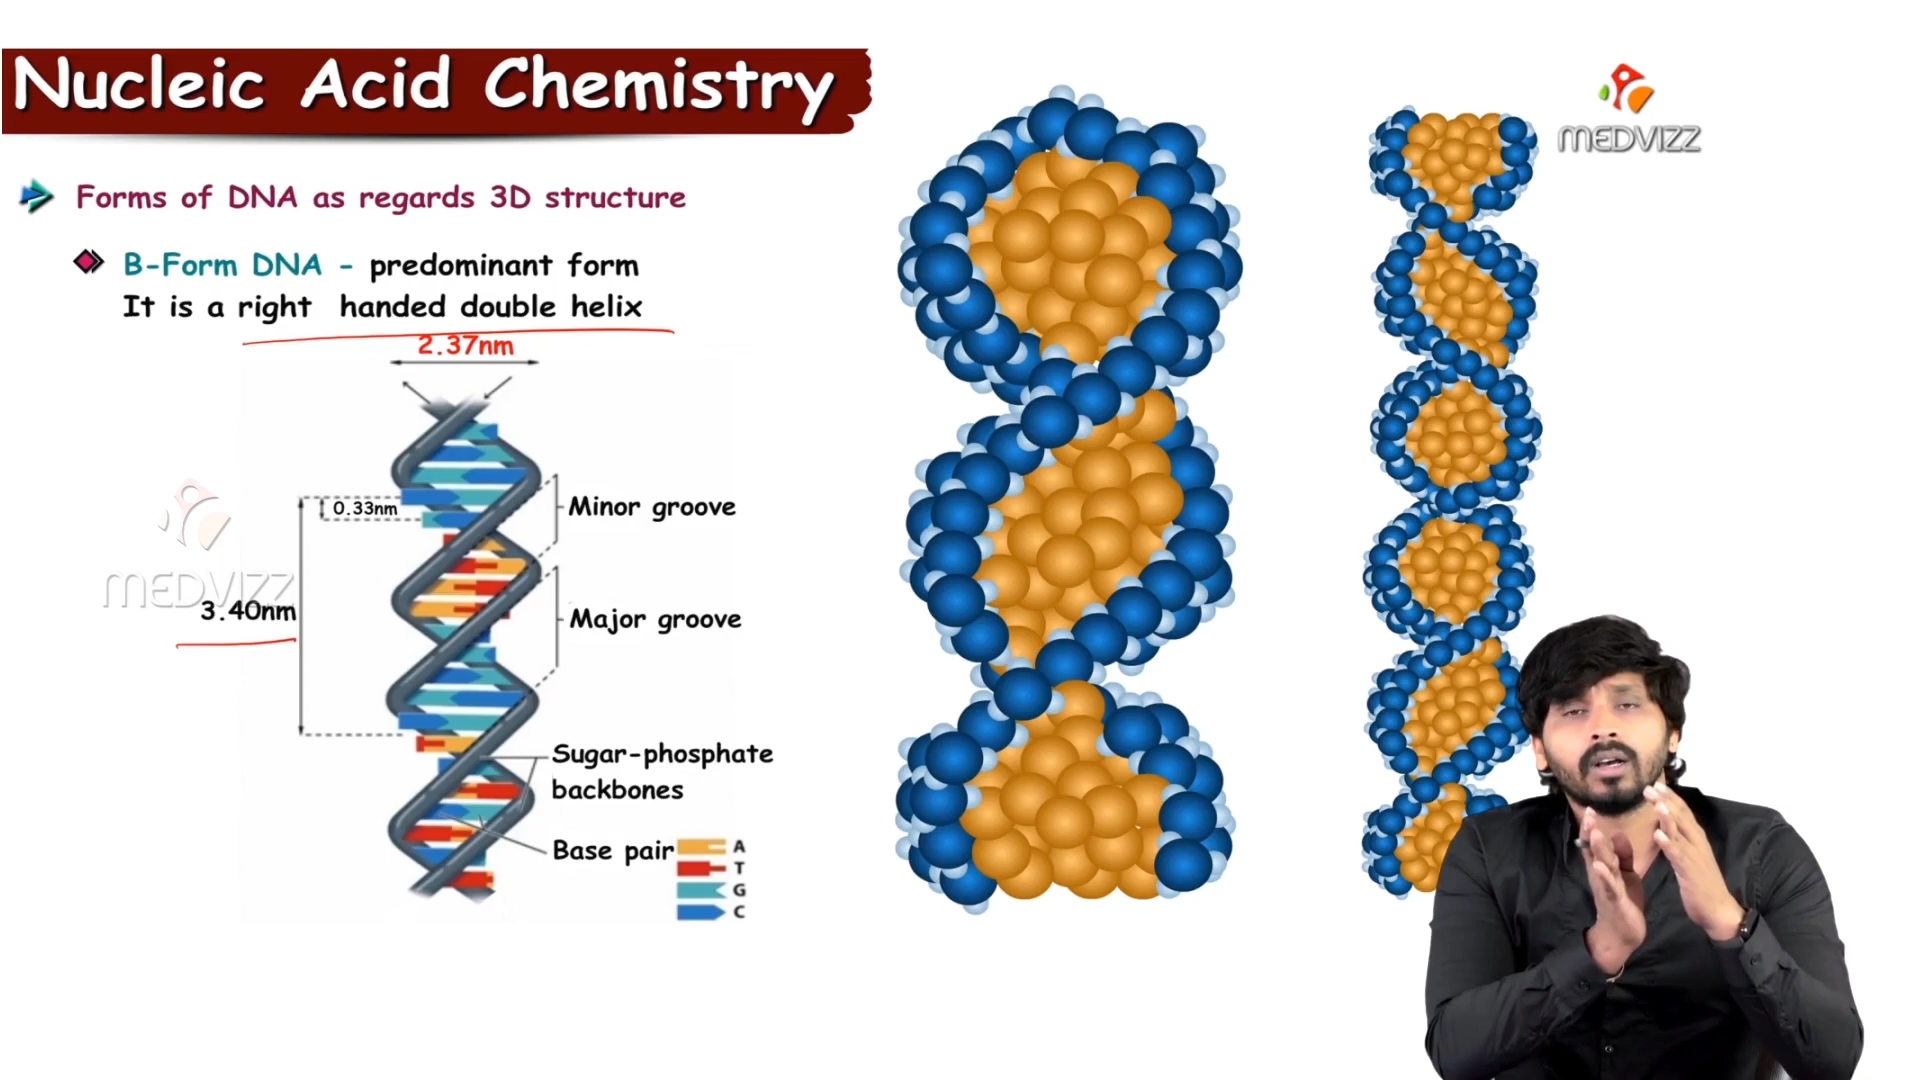 Nucleic Acid Chemistry
MEDVIZZ
Forms of DNA as regards 3D structure
B-Form DNA - predominant form
It is a right handed double helix
2.37nm
0.33nm
Minor groove
MEDVIZZ
3.40nm
Major groove
Sugar-phosphate
backbones
Base pair
A
T
G
C